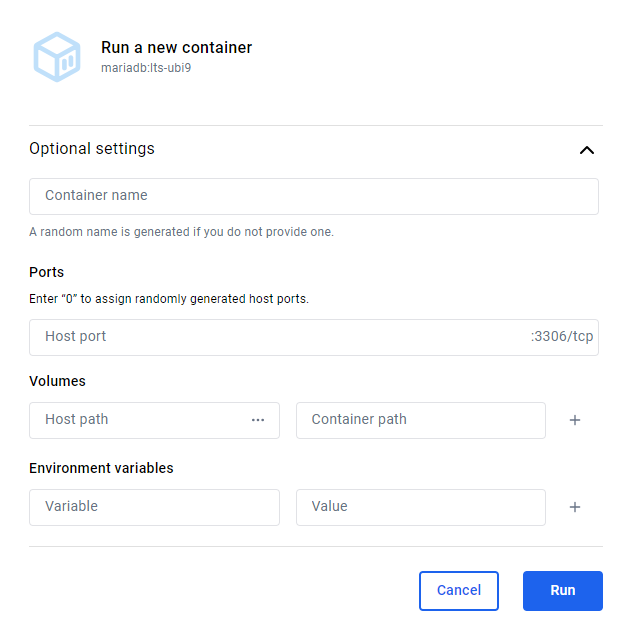 Run a new container
mariadb:lts-ubi9
Optional settings
Container name
A random name is generated if you do not provide one.
Ports
Enter “0” to assign randomly generated host ports.
Host port :3306/tcp
Volumes
Host path ··· Container path +
Environment variables
Variable Value +
Cancel Run